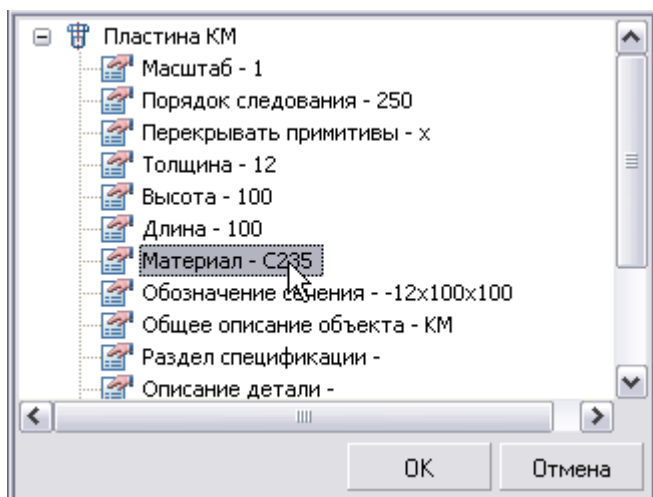 Пластина КМ
Масштаб - 1
Порядок следования - 250
Перекрывать примитивы - x
Толщина - 12
Высота - 100
Длина - 100
Материал - С235
Обозначение сечения - -12x100x100
Общее описание объекта - КМ
Раздел спецификации -
Описание детали -
OK
Отмена